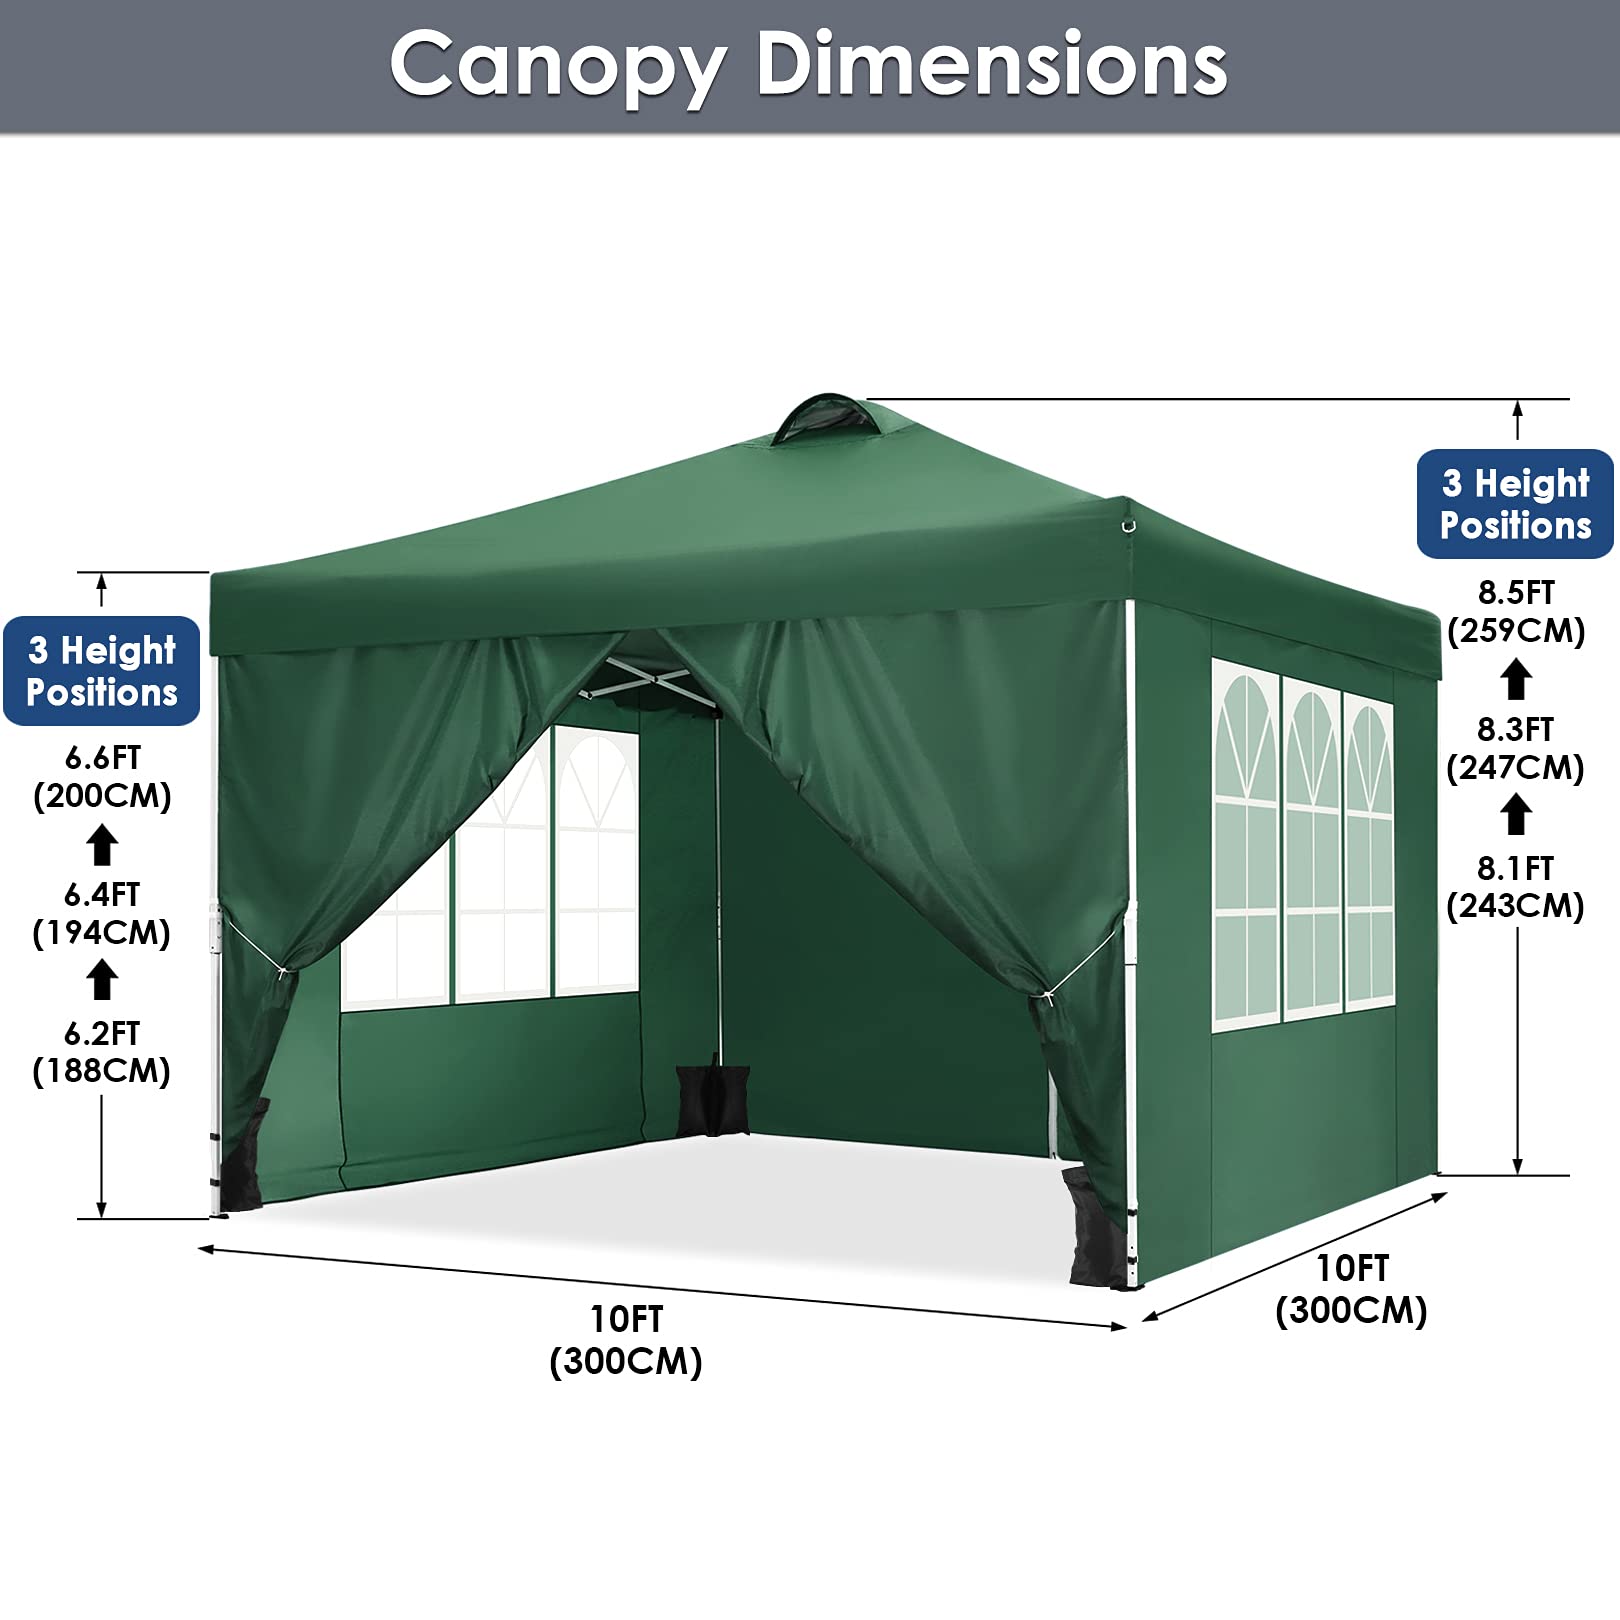 Canopy Dimensions
3 Height
Positions
6.6FT
(200CM)
6.4FT
(194CM)
6.2FT
(188CM)
3 Height
Positions
8.5FT
(259CM)
8.3FT
(247CM)
8.1FT
(243CM)
10FT
(300CM)
10FT
(300CM)